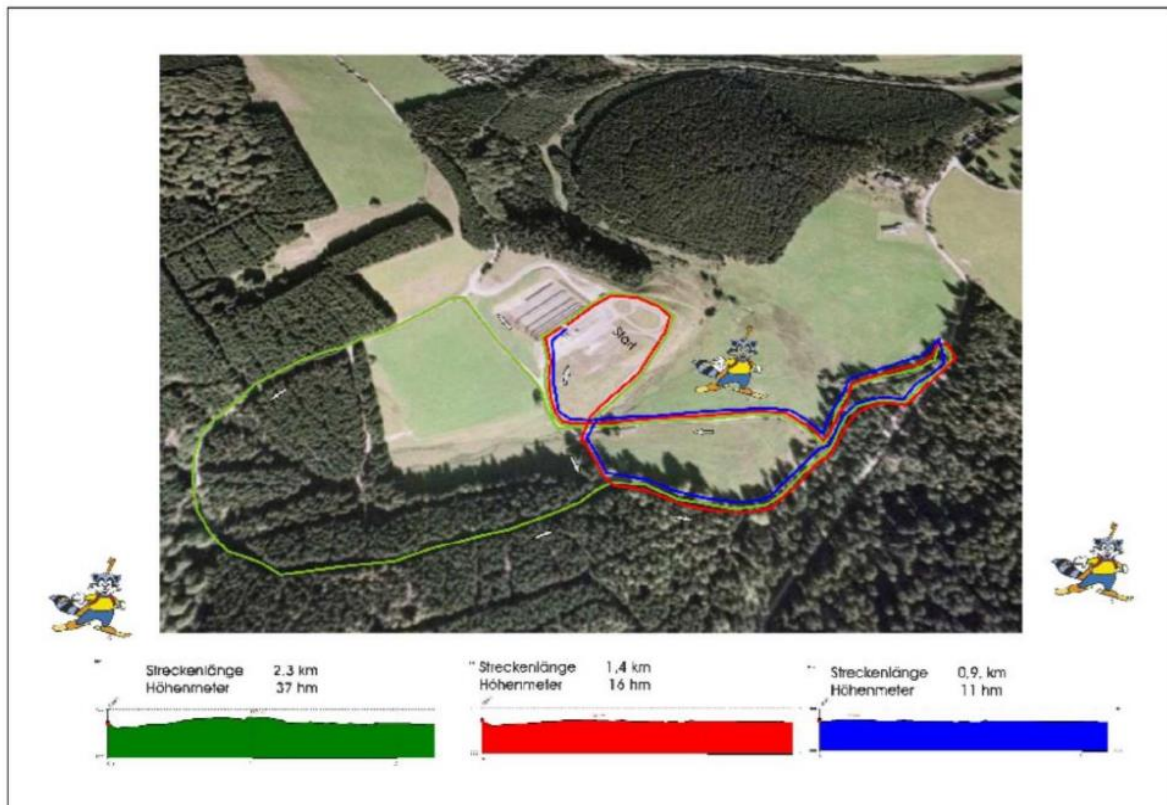 Start
Streckenlänge 2,3 km
Höhenmeter 37 hm
Streckenlänge 1,4 km
Höhenmeter 16 hm
Streckenlänge 0,9, km
Höhenmeter 11 hm